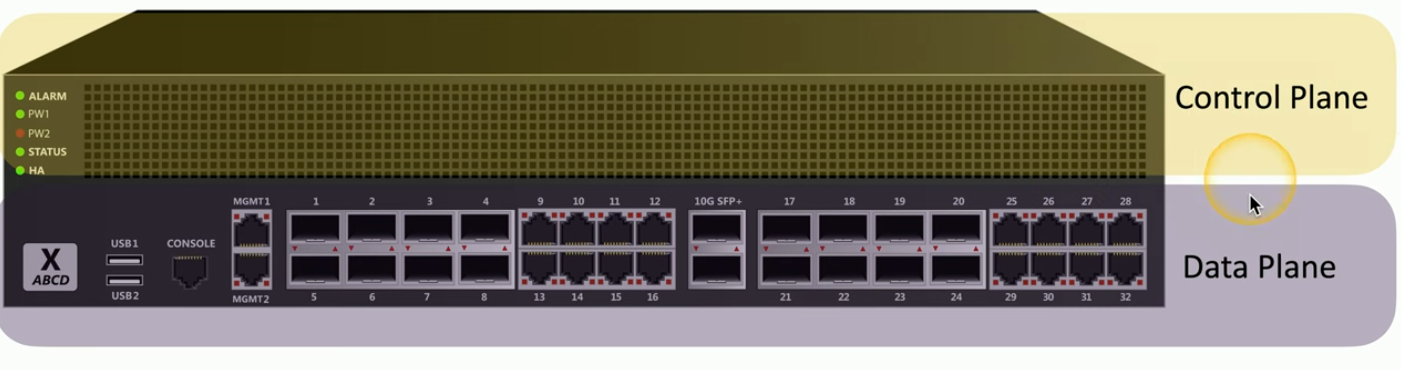 Control Plane
ALARM
PW1
PW2
STATUS
HA
MGMT1 1 2 3 4 9 10 11 12 10G SFP+ 17 18 19 20 25 26 27 28
USB1 CONSOLE
X
ABCD
USB2
MGMT2 5 6 7 8 13 14 15 16 21 22 23 24 29 30 31 32
Data Plane